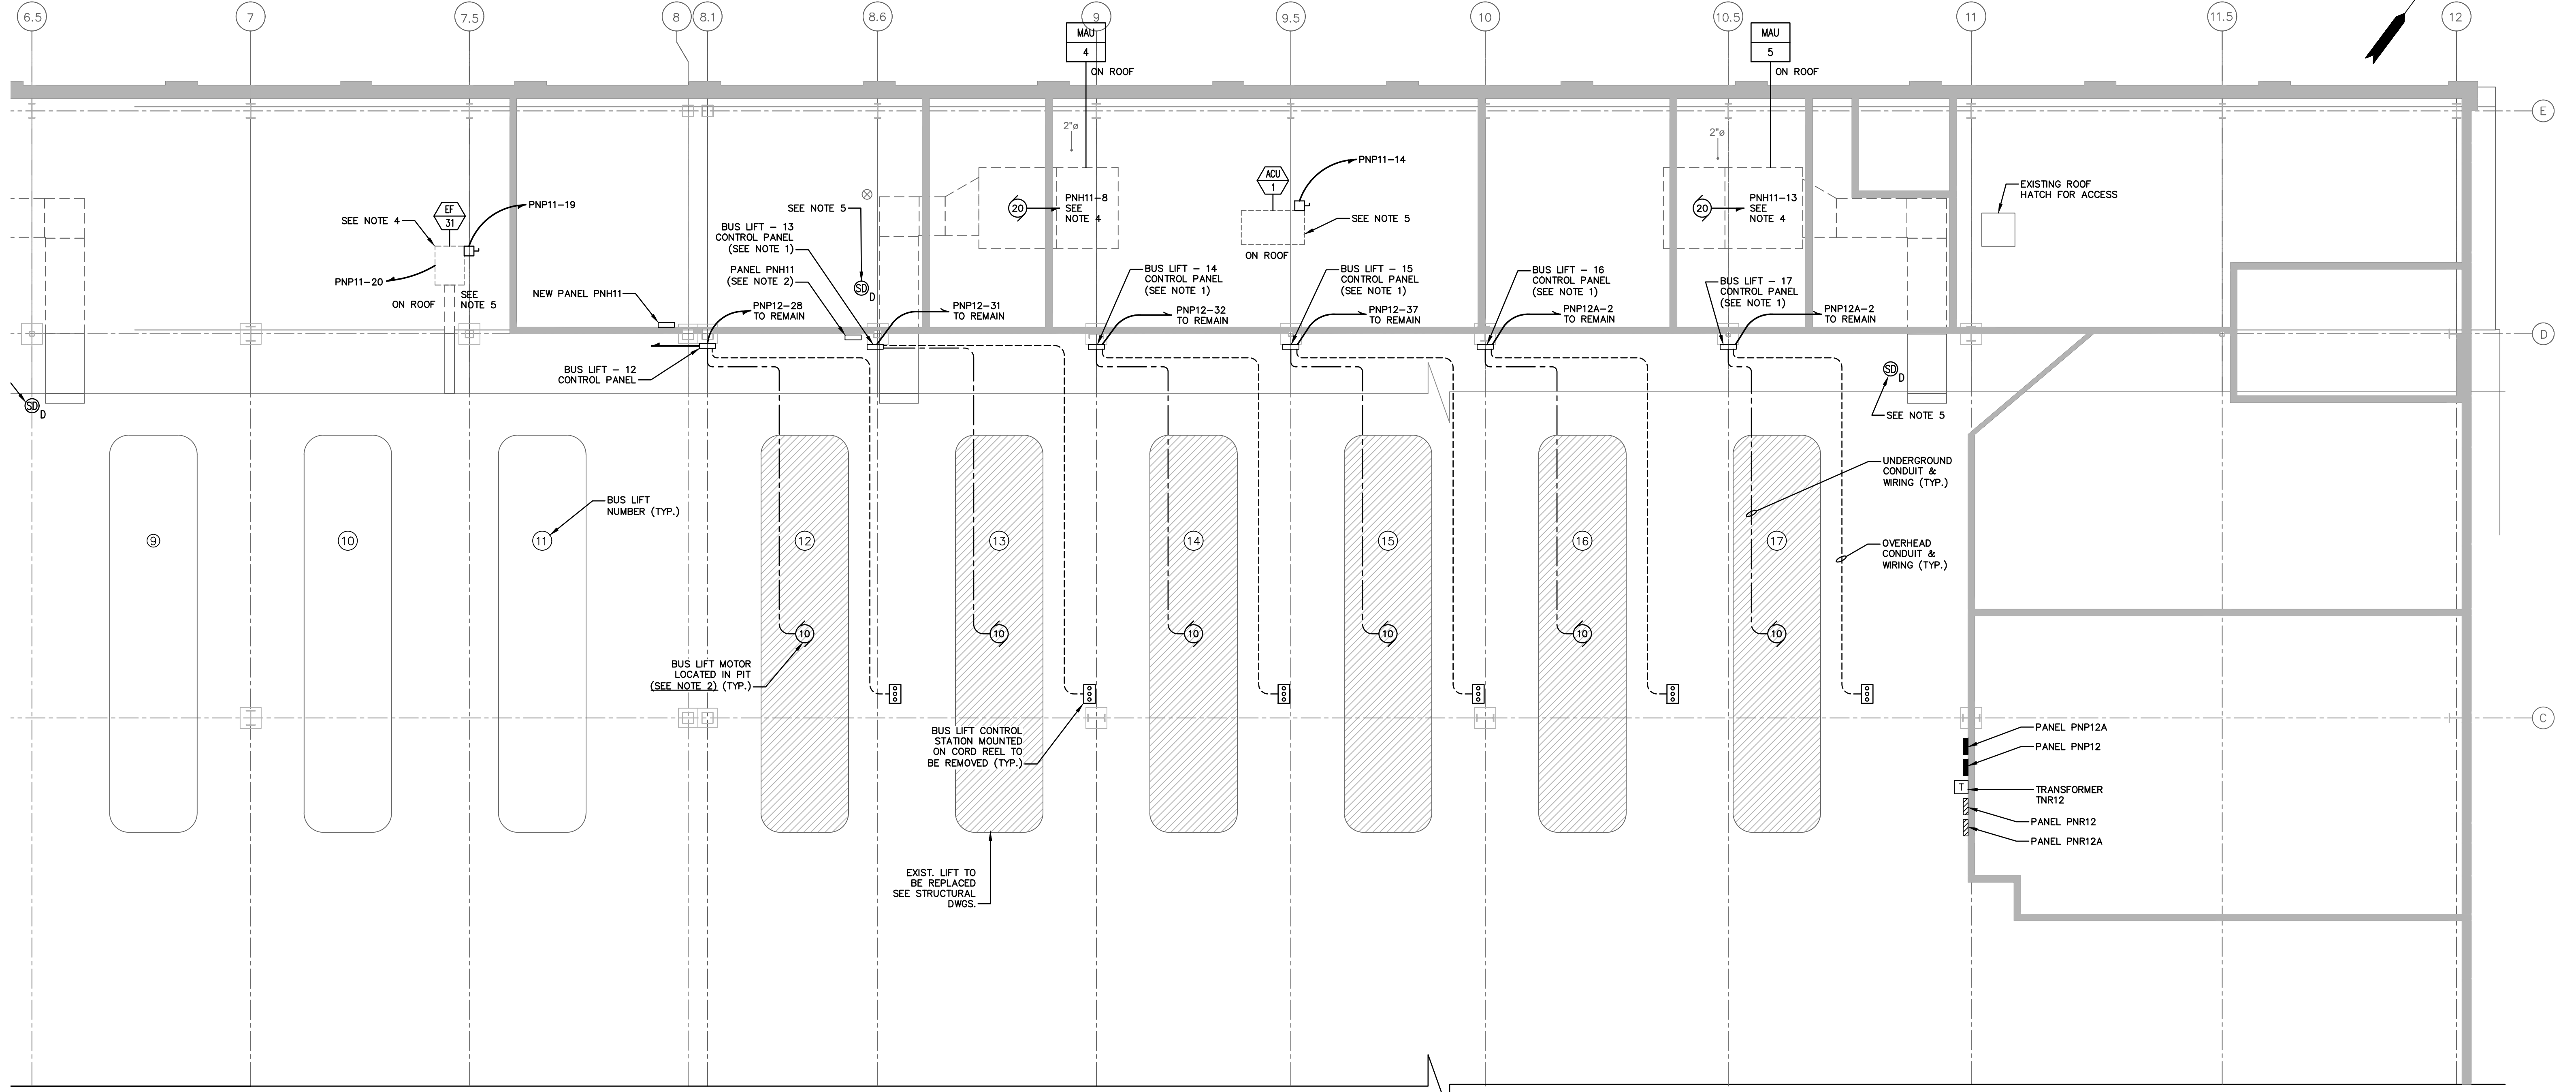 6.5
7
7.5
8
8.1
8.6
9
9.5
10
10.5
11
11.5
12
MAU
4
ON ROOF
MAU
5
ON ROOF
E
2"ø
2"ø
PNP11-14
ACU
1
EXISTING ROOF
HATCH FOR ACCESS
EF
31
PNP11-19
SEE NOTE 4
SEE NOTE 5
20
PNH11-8
SEE
NOTE 4
SEE NOTE 5
ON ROOF
20
PNH11-13
SEE
NOTE 4
BUS LIFT - 13
CONTROL PANEL
(SEE NOTE 1)
PANEL PNH11
(SEE NOTE 2)
PNP11-20
ON ROOF
SEE
NOTE 5
NEW PANEL PNH11
SD
D
PNP12-28
TO REMAIN
PNP12-31
TO REMAIN
BUS LIFT - 14
CONTROL PANEL
(SEE NOTE 1)
PNP12-32
TO REMAIN
BUS LIFT - 15
CONTROL PANEL
(SEE NOTE 1)
PNP12-37
TO REMAIN
BUS LIFT - 16
CONTROL PANEL
(SEE NOTE 1)
PNP12A-2
TO REMAIN
BUS LIFT - 17
CONTROL PANEL
(SEE NOTE 1)
PNP12A-2
TO REMAIN
D
BUS LIFT - 12
CONTROL PANEL
SD
D
SD
D
SEE NOTE 5
BUS LIFT
NUMBER (TYP.)
UNDERGROUND
CONDUIT &
WIRING (TYP.)
9
10
11
12
13
14
15
16
17
OVERHEAD
CONDUIT &
WIRING (TYP.)
10
10
10
10
10
10
BUS LIFT MOTOR
LOCATED IN PIT
(SEE NOTE 2) (TYP.)
C
BUS LIFT CONTROL
STATION MOUNTED
ON CORD REEL TO
BE REMOVED (TYP.)
PANEL PNP12A
PANEL PNP12
T
TRANSFORMER
TNR12
PANEL PNR12
PANEL PNR12A
EXIST. LIFT TO
BE REPLACED
SEE STRUCTURAL
DWGS.